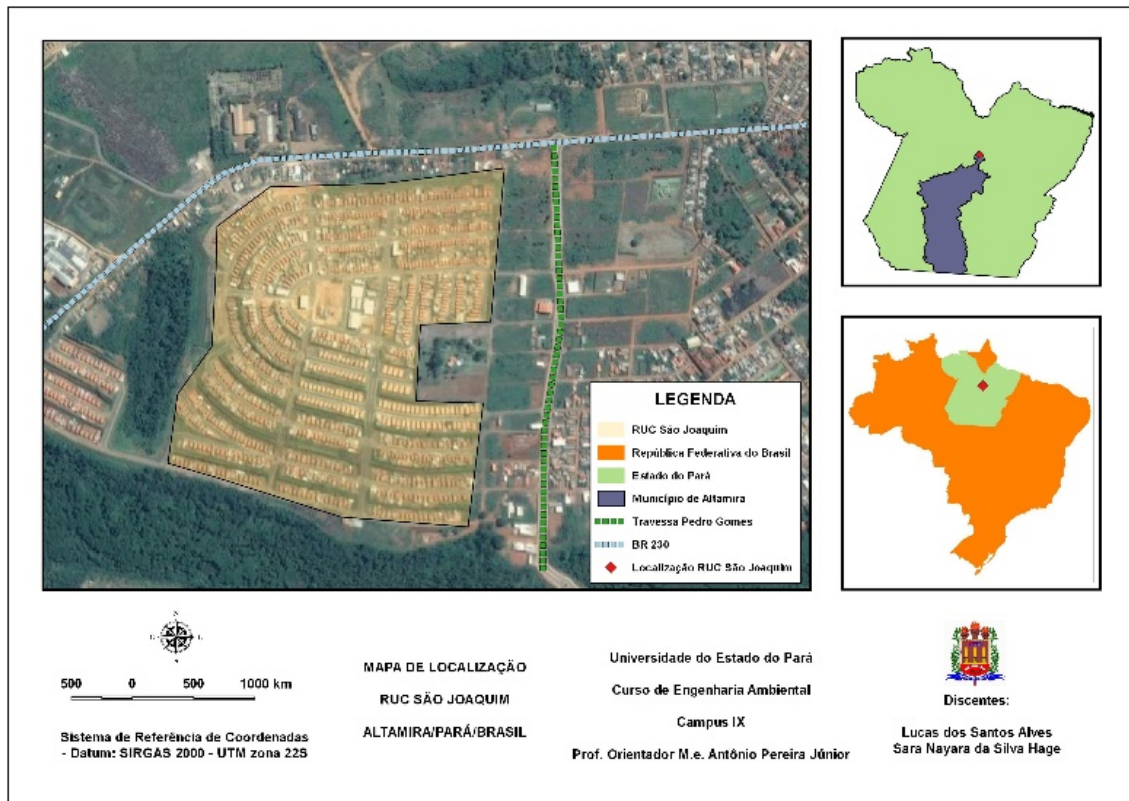 LEGENDA
RUC São Joaquim
República Federativa do Brasil
Estado do Pará
Município de Altamira
Travessa Pedro Gomes
BR 230
Localização RUC São Joaquim
N
500 0 500 1000 km
Sistema de Referência de Coordenadas
- Datum: SIRGAS 2000 - UTM zona 22S
MAPA DE LOCALIZAÇÃO
RUC SÃO JOAQUIM
ALTAMIRA/PARÁ/BRASIL
Universidade do Estado do Pará
Curso de Engenharia Ambiental
Campus IX
Prof. Orientador M.e. Antônio Pereira Júnior
Discentes:
Lucas dos Santos Alves
Sara Nayara da Silva Hage